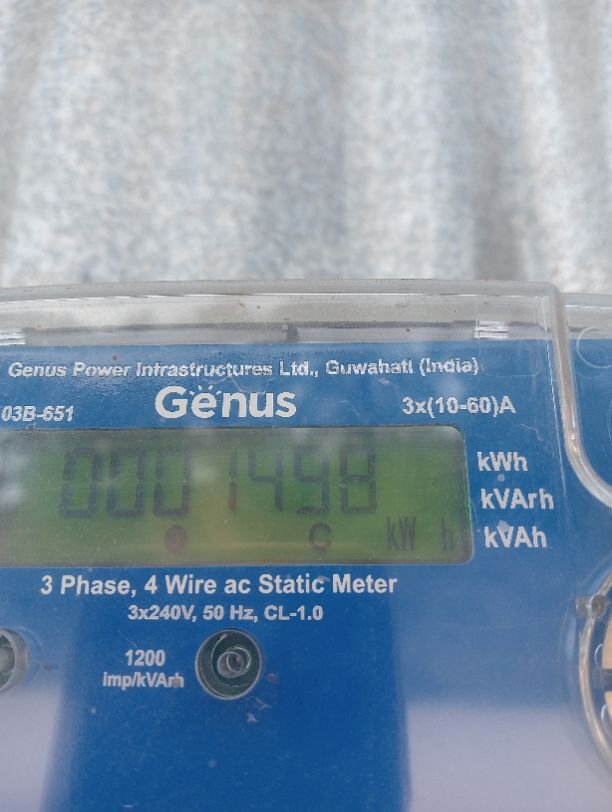 Genus Power Infrastructures Ltd., Guwahati (India)
03B-651
Genus
3x(10-60)A
0001498
kW h
C
kWh
kVArh
kVAh
3 Phase, 4 Wire ac Static Meter
3x240V, 50 Hz, CL-1.0
1200
imp/kVArh